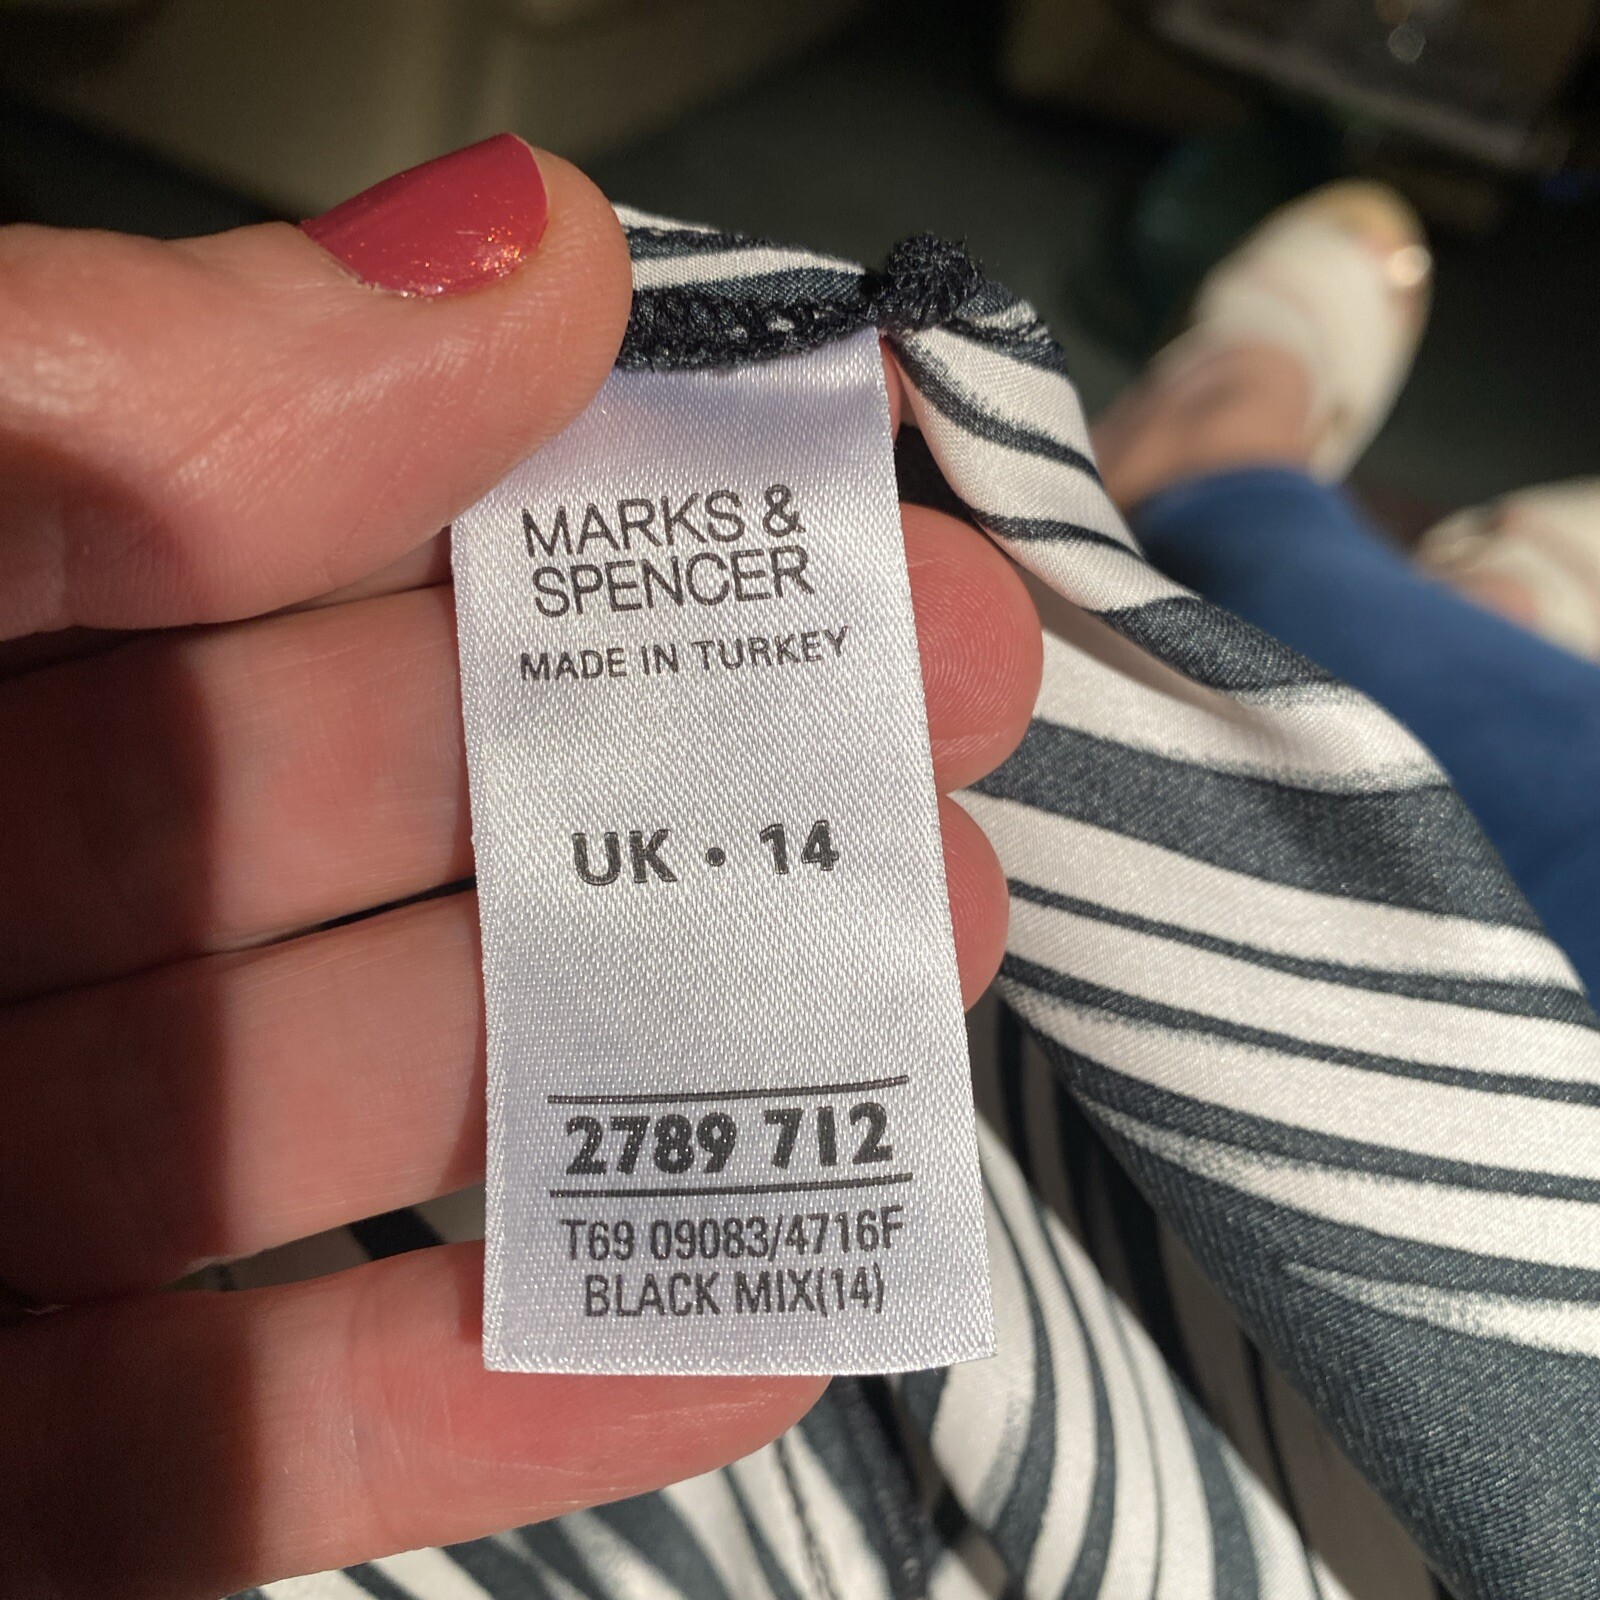 MARKS &
SPENCER
MADE IN TURKEY
UK • 14
2789 712
T69 09083/4716F
BLACK MIX(14)